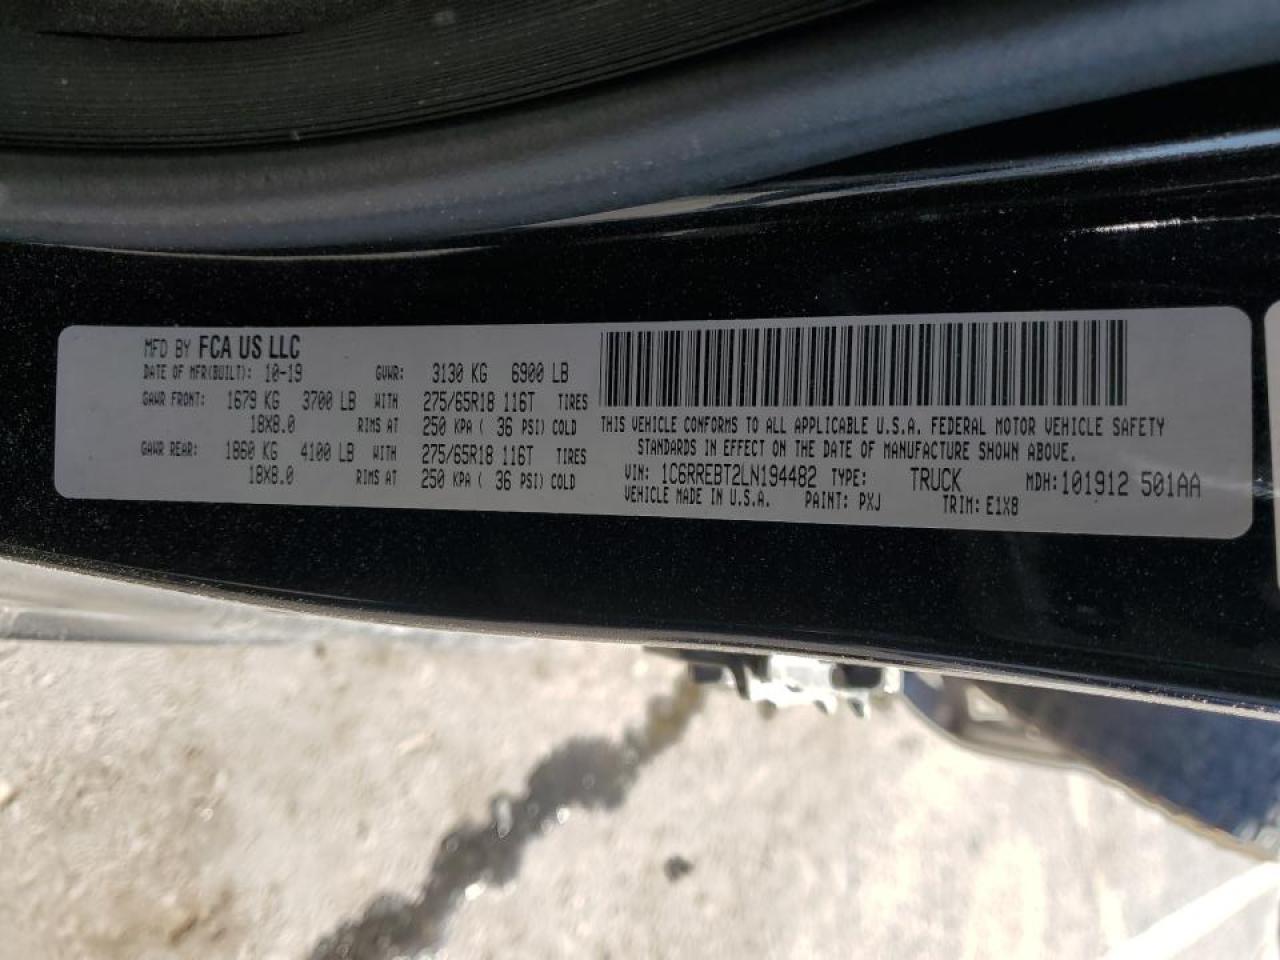 MFD BY FCA US LLC
DATE OF MFR(BUILT): 10-19 GVWR: 3130 KG 6900 LB
GAWR FRONT: 1679 KG 3700 LB WITH 275/65R18 116T TIRES
18X8.0 RIMS AT 250 KPA ( 36 PSI) COLD
GAWR REAR: 1860 KG 4100 LB WITH 275/65R18 116T TIRES
18X8.0 RIMS AT 250 KPA ( 36 PSI) COLD
THIS VEHICLE CONFORMS TO ALL APPLICABLE U.S.A. FEDERAL MOTOR VEHICLE SAFETY
STANDARDS IN EFFECT ON THE DATE OF MANUFACTURE SHOWN ABOVE.
VIN: 1C6RREBT2LN194482 TYPE: TRUCK MDH:101912 501AA
VEHICLE MADE IN U.S.A. PAINT: PXJ TRIM: E1X8